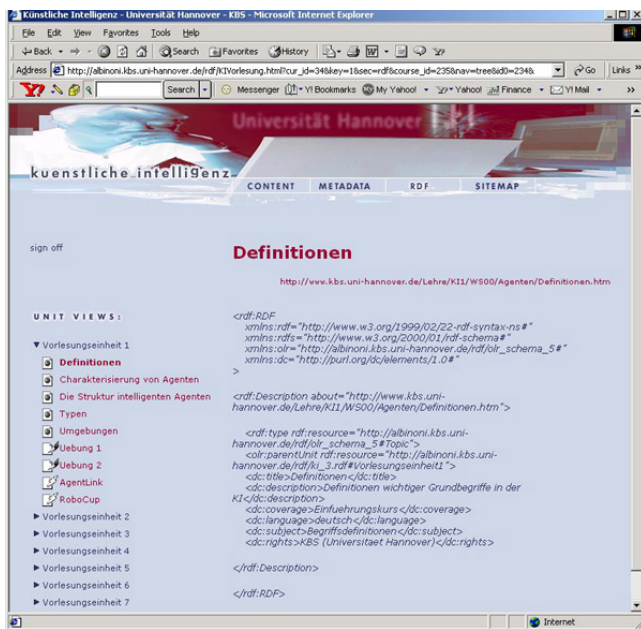 Künstliche Intelligenz - Universität Hannover - KBS - Microsoft Internet Explorer
File Edit View Favorites Tools Help
Back Search Favorites History
Address http://albinoni.kbs.uni-hannover.de/rdf/KIVorlesung.html?cur_id=34&key=1&sec=rdf&course_id=235&nav=tree&id0=234& Go Links »
Y! Search Messenger Y! Bookmarks My Yahoo! Yahoo! Finance Y! Mail »
Universität Hannover
kuenstliche intelligenz
CONTENT METADATA RDF SITEMAP
sign off
Definitionen
http://www.kbs.uni-hannover.de/Lehre/KI1/WS00/Agenten/Definitionen.htm
UNIT VIEWS:
Vorlesungseinheit 1
Definitionen
Charakterisierung von Agenten
Die Struktur intelligenten Agenten
Typen
Umgebungen
Uebung 1
Uebung 2
AgentLink
RoboCup
Vorlesungseinheit 2
Vorlesungseinheit 3
Vorlesungseinheit 4
Vorlesungseinheit 5
Vorlesungseinheit 6
Vorlesungseinheit 7
<rdf:RDF
xmlns:rdf="http://www.w3.org/1999/02/22-rdf-syntax-ns#"
xmlns:rdfs="http://www.w3.org/2000/01/rdf-schema#"
xmlns:olr="http://albinoni.kbs.uni-hannover.de/rdf/olr_schema_5#"
xmlns:dc="http://purl.org/dc/elements/1.0#"
>
<rdf:Description about="http://www.kbs.uni-
hannover.de/Lehre/KI1/WS00/Agenten/Definitionen.htm">
<rdf:type rdf:resource="http://albinoni.kbs.uni-
hannover.de/rdf/olr_schema_5#Topic">
<olr:parentUnit rdf:resource="http://albinoni.kbs.uni-
hannover.de/rdf/ki_3.rdf#Vorlesungseinheit1">
<dc:title>Definitionen</dc:title>
<dc:description>Definitionen wichtiger Grundbegriffe in der
KI</dc:description>
<dc:coverage>Einfuehrungskurs</dc:coverage>
<dc:language>deutsch</dc:language>
<dc:subject>Begriffsdefinitionen</dc:subject>
<dc:rights>KBS (Universitaet Hannover)</dc:rights>
</rdf:Description>
</rdf:RDF>
Internet